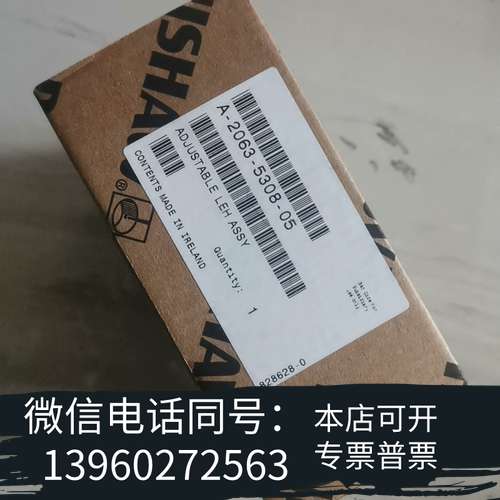 ISHAW
®
A-2063-5308-05
ADJUSTABLE LEH ASSY
CONTENTS MADE IN IRELAND
Quantity:
1
828628-0
微信电话同号：
13960272563
本店可开
专票普票